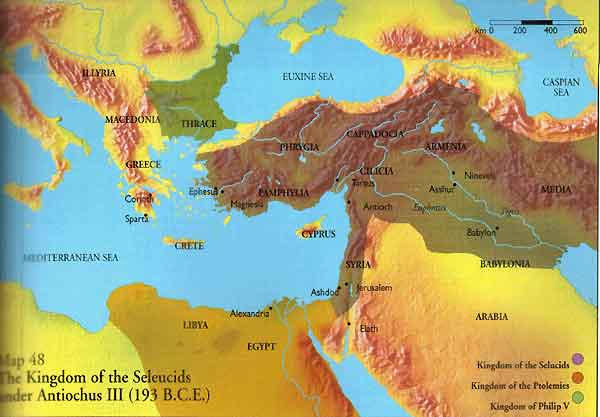 km 0 200 400 600
ILLYRIA
EUXINE SEA
CASPIAN
SEA
MACEDONIA
THRACE
PHRYGIA
CAPPADOCIA
ARMENIA
GREECE
CILICIA
Nineveh
Ephesus
PAMPHYLIA
Tarsus
Asshur
MEDIA
Corinth
Magnesia
Antioch
Euphrates
Tigris
Sparta
CYPRUS
Babylon
CRETE
MEDITERRANEAN SEA
SYRIA
BABYLONIA
Ashdod
Jerusalem
Alexandria
ARABIA
LIBYA
Elath
EGYPT
Map 48
The Kingdom of the Seleucids
under Antiochus III (193 B.C.E.)
Kingdom of the Selucids
Kingdom of the Ptolemies
Kingdom of Philip V